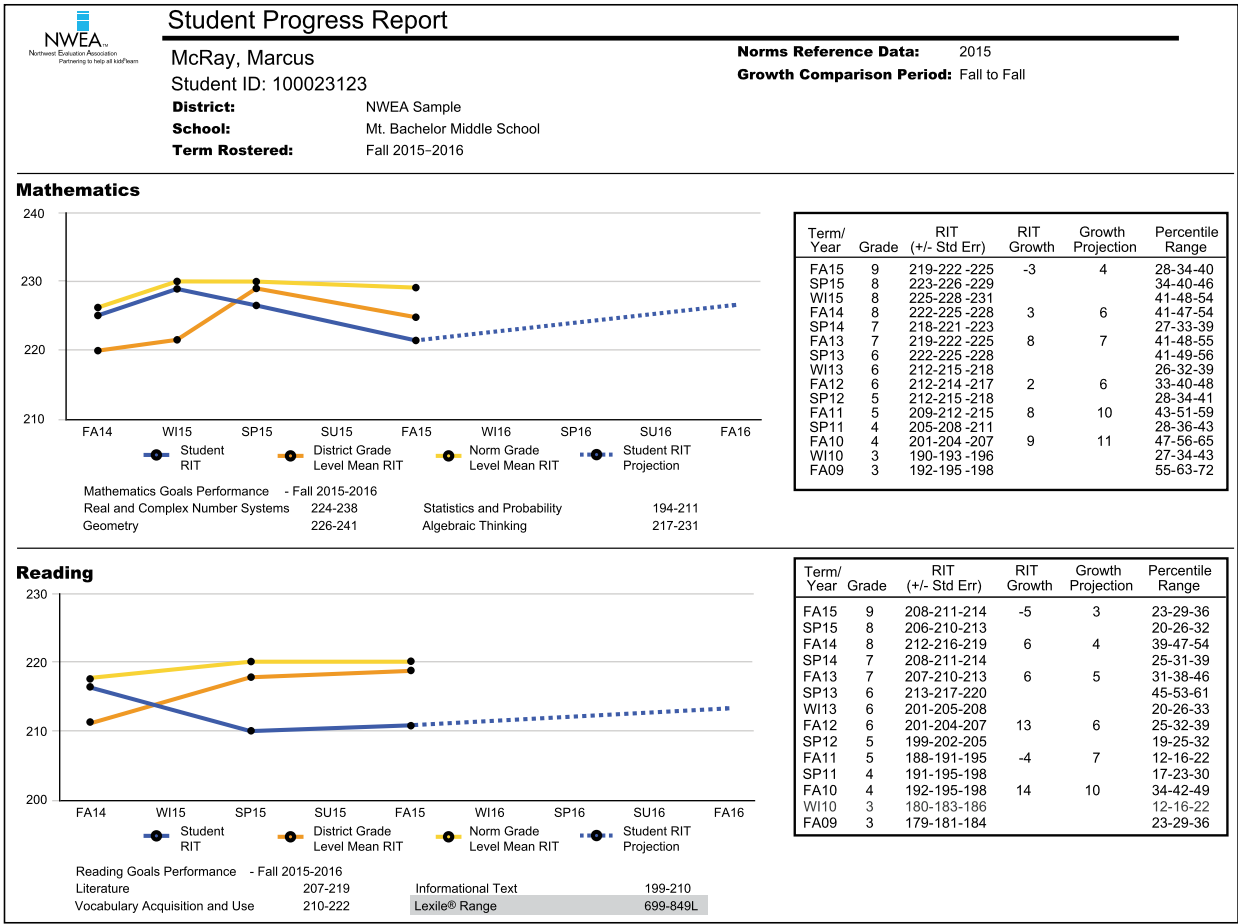 Student Progress Report
NWEA™
Northwest Evaluation Association
Partnering to help all kids learn
McRay, Marcus
Student ID: 100023123
District: NWEA Sample
School: Mt. Bachelor Middle School
Term Rostered: Fall 2015-2016
Norms Reference Data: 2015
Growth Comparison Period: Fall to Fall
Mathematics
240
230
220
210
FA14 WI15 SP15 SU15 FA15 WI16 SP16 SU16 FA16
Student RIT
District Grade Level Mean RIT
Norm Grade Level Mean RIT
Student RIT Projection
Mathematics Goals Performance - Fall 2015-2016
Real and Complex Number Systems 224-238 Statistics and Probability 194-211
Geometry 226-241 Algebraic Thinking 217-231
Term/ Year Grade RIT (+/- Std Err) RIT Growth Growth Projection Percentile Range
FA15 9 219-222 -225 -3 4 28-34-40
SP15 8 223-226 -229 34-40-46
WI15 8 225-228 -231 41-48-54
FA14 8 222-225 -228 3 6 41-47-54
SP14 7 218-221 -223 27-33-39
FA13 7 219-222 -225 8 7 41-48-55
SP13 6 222-225 -228 41-49-56
WI13 6 212-215 -218 26-32-39
FA12 6 212-214 -217 2 6 33-40-48
SP12 5 212-215 -218 28-34-41
FA11 5 209-212 -215 8 10 43-51-59
SP11 4 205-208 -211 28-36-43
FA10 4 201-204 -207 9 11 47-56-65
WI10 3 190-193 -196 27-34-43
FA09 3 192-195 -198 55-63-72
Reading
230
220
210
200
FA14 WI15 SP15 SU15 FA15 WI16 SP16 SU16 FA16
Student RIT
District Grade Level Mean RIT
Norm Grade Level Mean RIT
Student RIT Projection
Reading Goals Performance - Fall 2015-2016
Literature 207-219 Informational Text 199-210
Vocabulary Acquisition and Use 210-222 Lexile® Range 699-849L
Term/ Year Grade RIT (+/- Std Err) RIT Growth Growth Projection Percentile Range
FA15 9 208-211-214 -5 3 23-29-36
SP15 8 206-210-213 20-26-32
FA14 8 212-216-219 6 4 39-47-54
SP14 7 208-211-214 25-31-39
FA13 7 207-210-213 6 5 31-38-46
SP13 6 213-217-220 45-53-61
WI13 6 201-205-208 20-26-33
FA12 6 201-204-207 13 6 25-32-39
SP12 5 199-202-205 19-25-32
FA11 5 188-191-195 -4 7 12-16-22
SP11 4 191-195-198 17-23-30
FA10 4 192-195-198 14 10 34-42-49
WI10 3 180-183-186 12-16-22
FA09 3 179-181-184 23-29-36